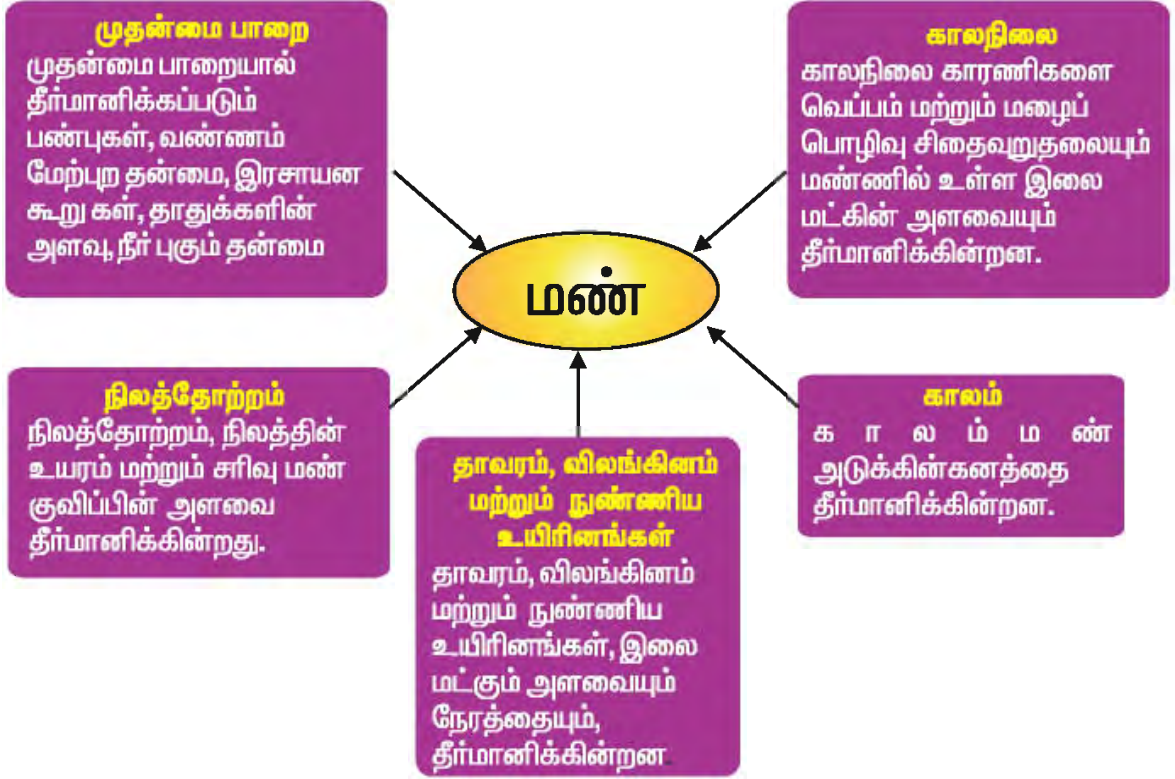 முதன்மை பாறை
முதன்மை பாறையால்
தீர்மானிக்கப்படும்
பண்புகள், வண்ணம்
மேற்புற தன்மை, இரசாயன
கூறு கள், தாதுக்களின்
அளவு, நீர் புகும் தன்மை
காலநிலை
காலநிலை காரணிகளை
வெப்பம் மற்றும் மழைப்
பொழிவு சிதைவுறுதலையும்
மண்ணில் உள்ள இலை
மட்கின் அளவையும்
தீர்மானிக்கின்றன.
மண்
நிலத்தோற்றம்
நிலத்தோற்றம், நிலத்தின்
உயரம் மற்றும் சரிவு மண்
குவிப்பின் அளவை
தீர்மானிக்கின்றது.
தாவரம், விலங்கினம்
மற்றும் நுண்ணிய
உயிரினங்கள்
தாவரம், விலங்கினம்
மற்றும் நுண்ணிய
உயிரினங்கள், இலை
மட்கும் அளவையும்
நேரத்தையும்,
தீர்மானிக்கின்றன
காலம்
கா ல ம் ம ண்
அடுக்கின்கனத்தை
தீர்மானிக்கின்றன.